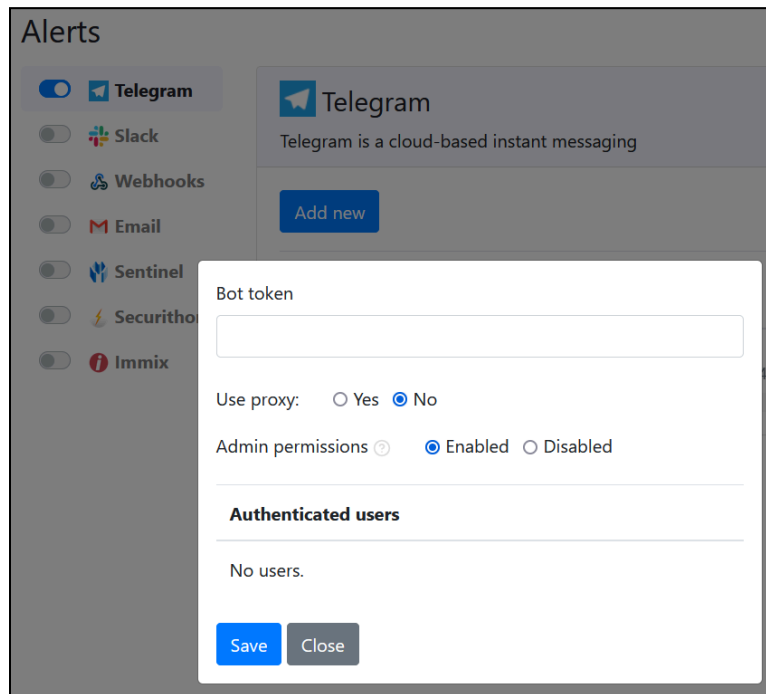 Alerts
Telegram
Slack
Webhooks
Email
Sentinel
Immix
Telegram
Telegram is a cloud-based instant messaging
Add new
Bot token
Use proxy: Yes No
Admin permissions ? Enabled Disabled
Authenticated users
No users.
Save Close